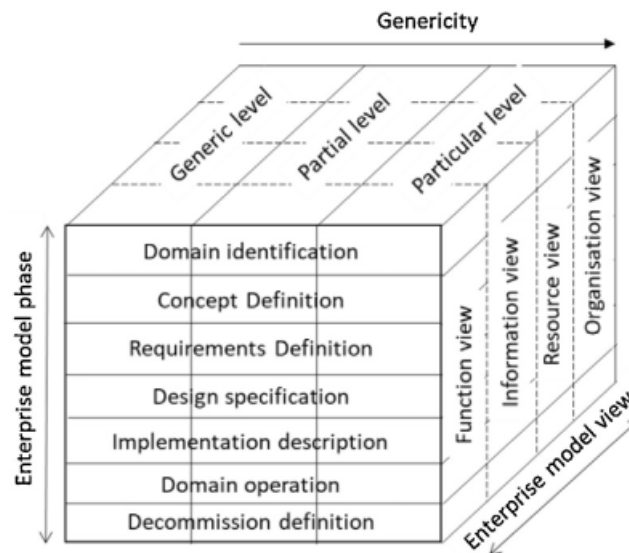 Genericity
Generic level
Partial level
Particular level
Enterprise model phase
Domain identification
Concept Definition
Requirements Definition
Design specification
Implementation description
Domain operation
Decommission definition
Function view
Information view
Resource view
Organisation view
Enterprise model view